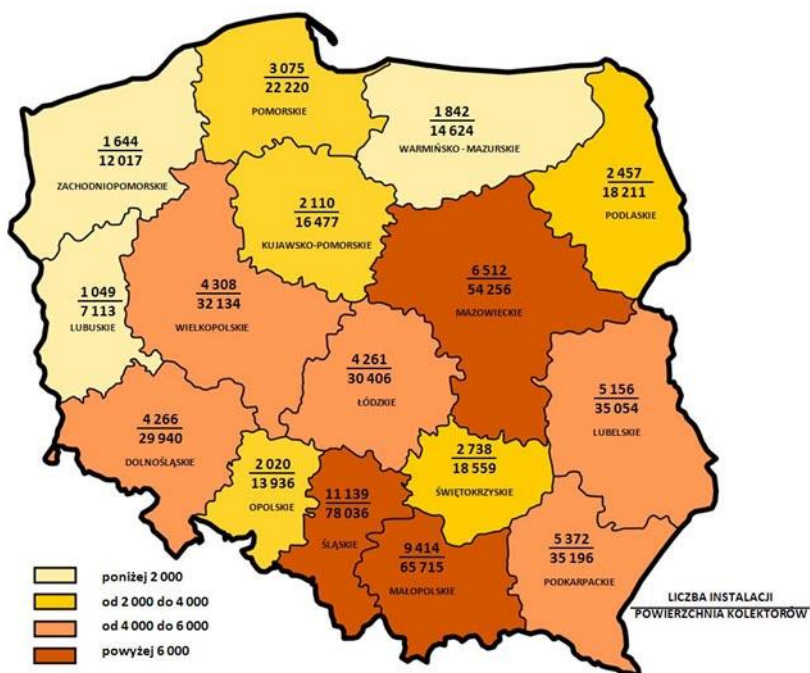 3 075
22 220
POMORSKIE
1 842
14 624
WARMIŃSKO - MAZURSKIE
1 644
12 017
ZACHODNIOPOMORSKIE
2 457
18 211
PODLASKIE
2 110
16 477
KUJAWSKO-POMORSKIE
6 512
54 256
MAZOWIECKIE
1 049
7 113
LUBUSKIE
4 308
32 134
WIELKOPOLSKIE
4 261
30 406
ŁÓDZKIE
5 156
35 054
LUBELSKIE
4 266
29 940
DOLNOŚLĄSKIE
2 020
13 936
OPOLSKIE
11 139
78 036
ŚLĄSKIE
2 738
18 559
ŚWIĘTOKRZYSKIE
9 414
65 715
MAŁOPOLSKIE
5 372
35 196
PODKARPACKIE
poniżej 2 000
od 2 000 do 4 000
od 4 000 do 6 000
powyżej 6 000
LICZBA INSTALACJI
POWIERZCHNIA KOLEKTORÓW